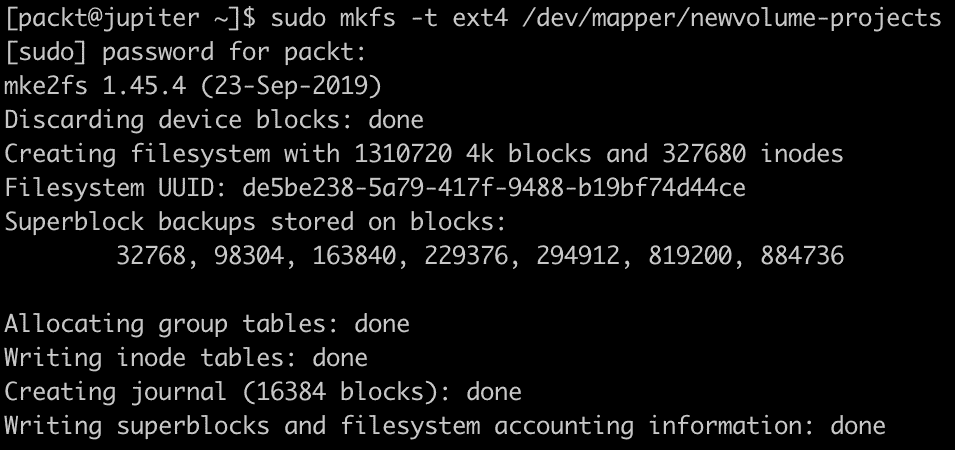 [packt@jupiter ~]$ sudo mkfs -t ext4 /dev/mapper/newvolume-projects
[sudo] password for packt:
mke2fs 1.45.4 (23-Sep-2019)
Discarding device blocks: done
Creating filesystem with 1310720 4k blocks and 327680 inodes
Filesystem UUID: de5be238-5a79-417f-9488-b19bf74d44ce
Superblock backups stored on blocks:
        32768, 98304, 163840, 229376, 294912, 819200, 884736

Allocating group tables: done
Writing inode tables: done
Creating journal (16384 blocks): done
Writing superblocks and filesystem accounting information: done